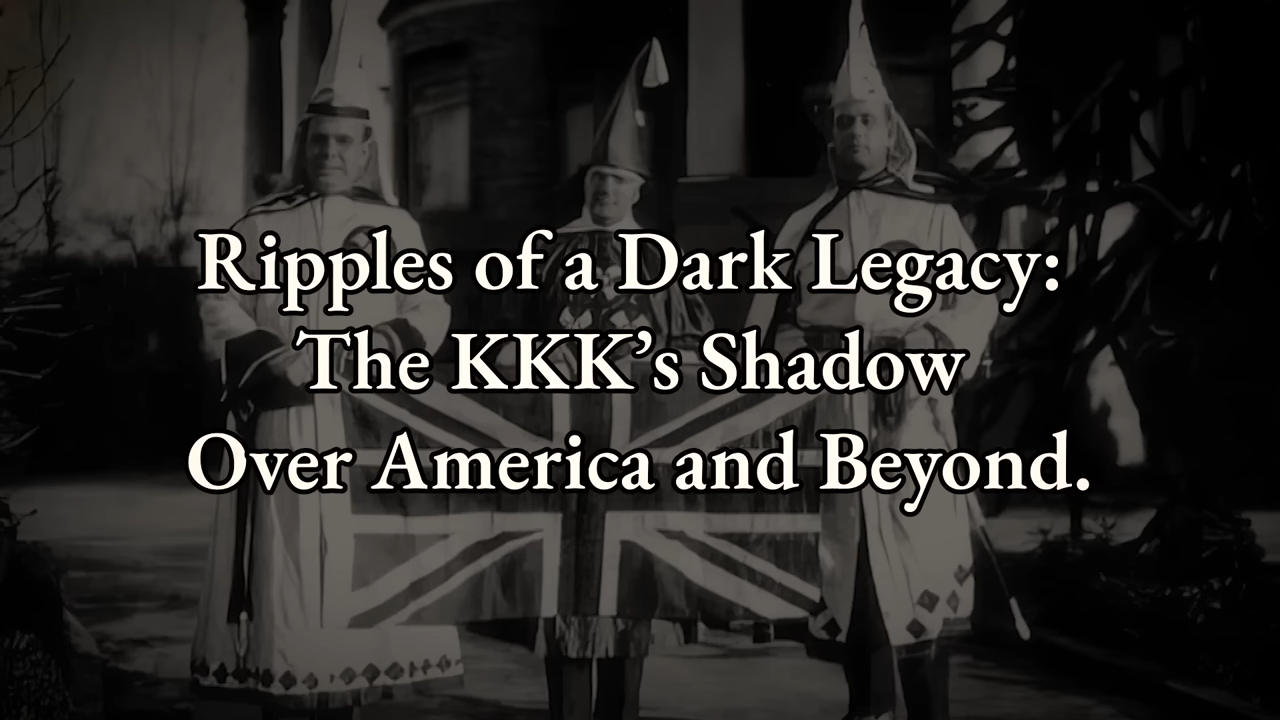 Ripples of a Dark Legacy:
The KKK’s Shadow
Over America and Beyond.